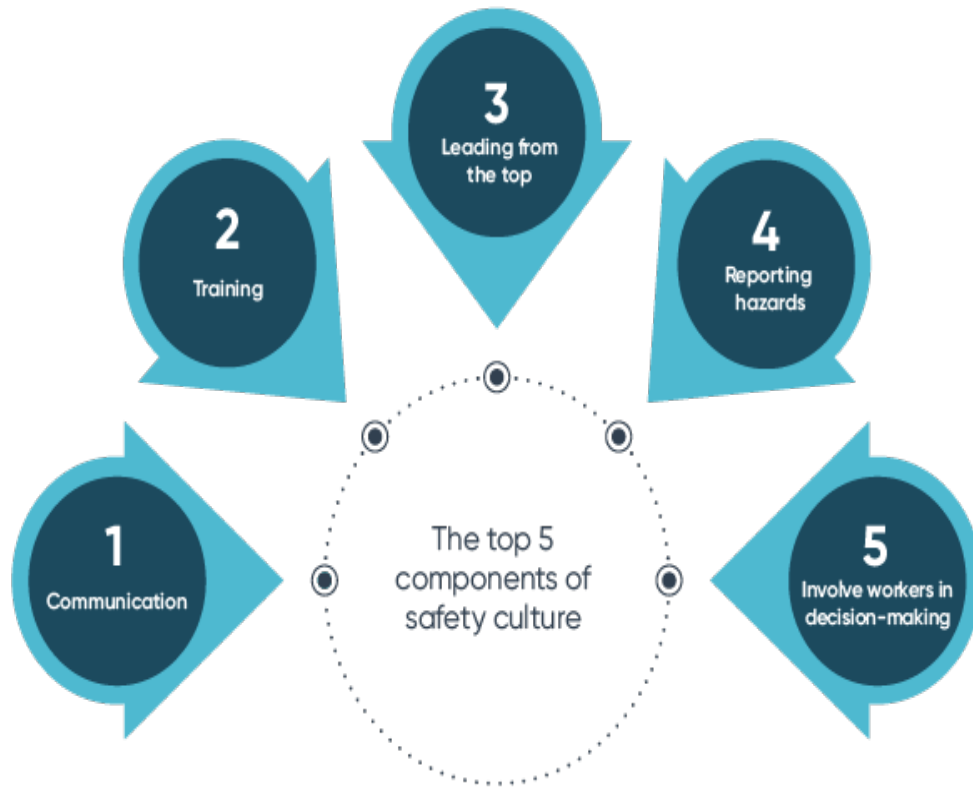 1
Communication
2
Training
3
Leading from
the top
4
Reporting
hazards
5
Involve workers in
decision-making
The top 5
components of
safety culture